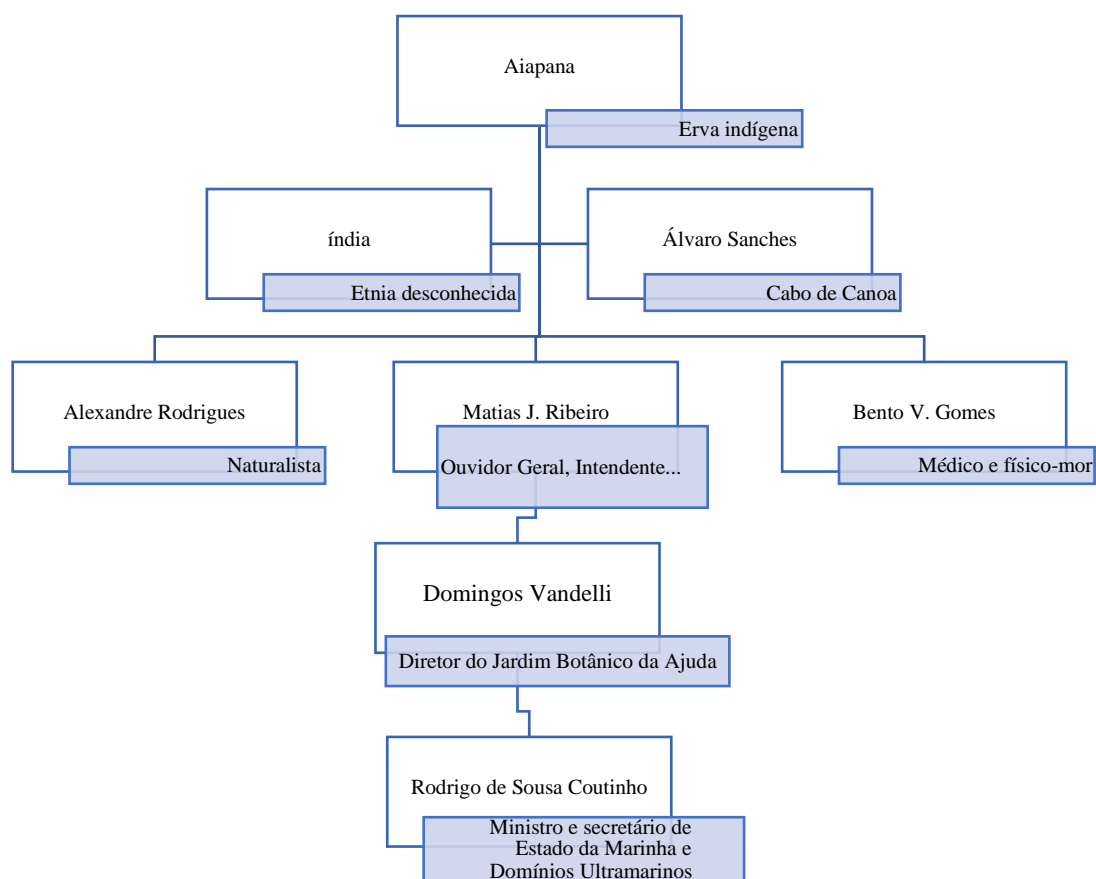 Aiapana
Erva indígena
índia
Etnia desconhecida
Álvaro Sanches
Cabo de Canoa
Alexandre Rodrigues
Naturalista
Matias J. Ribeiro
Ouvidor Geral, Intendente...
Bento V. Gomes
Médico e físico-mor
Domingos Vandelli
Diretor do Jardim Botânico da Ajuda
Rodrigo de Sousa Coutinho
Ministro e secretário de
Estado da Marinha e
Domínios Ultramarinos